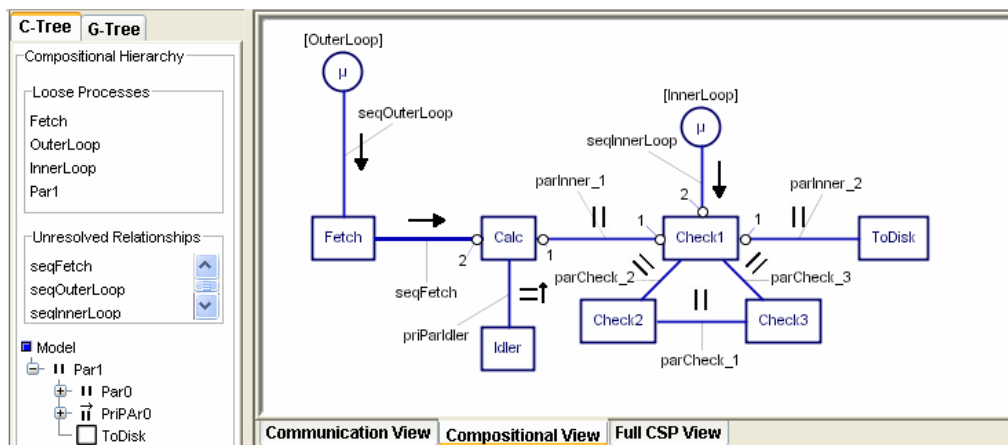 C-Tree G-Tree
Compositional Hierarchy
Loose Processes
Fetch
OuterLoop
InnerLoop
Par1
Unresolved Relationships
seqFetch
seqOuterLoop
seqInnerLoop
Model
Par1
Par0
PriPAr0
ToDisk
[OuterLoop]
μ
seqOuterLoop
[InnerLoop]
μ
seqInnerLoop
parInner_1
parInner_2
2
Fetch
Calc
Check1
ToDisk
2
1
1
1
seqFetch
parCheck_2
parCheck_3
priParIdler
Idler
Check2
Check3
parCheck_1
Communication View Compositional View Full CSP View